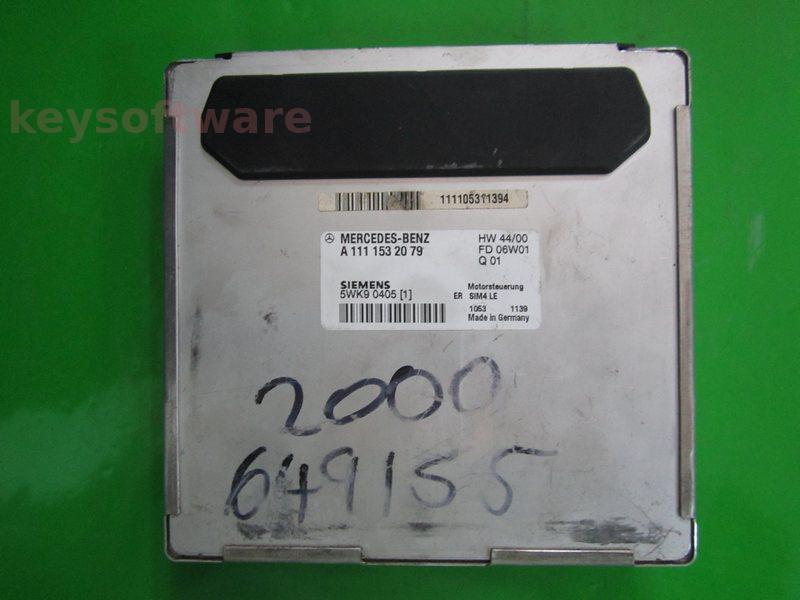 keysoftware
111105311394
MERCEDES-BENZ HW 44/00
A 111 153 20 79 FD 06W01
Q 01
SIEMENS Motorsteuerung
5WK9 0405 [1] ER SIM4 LE
1053 1139
Made in Germany
2000
649155